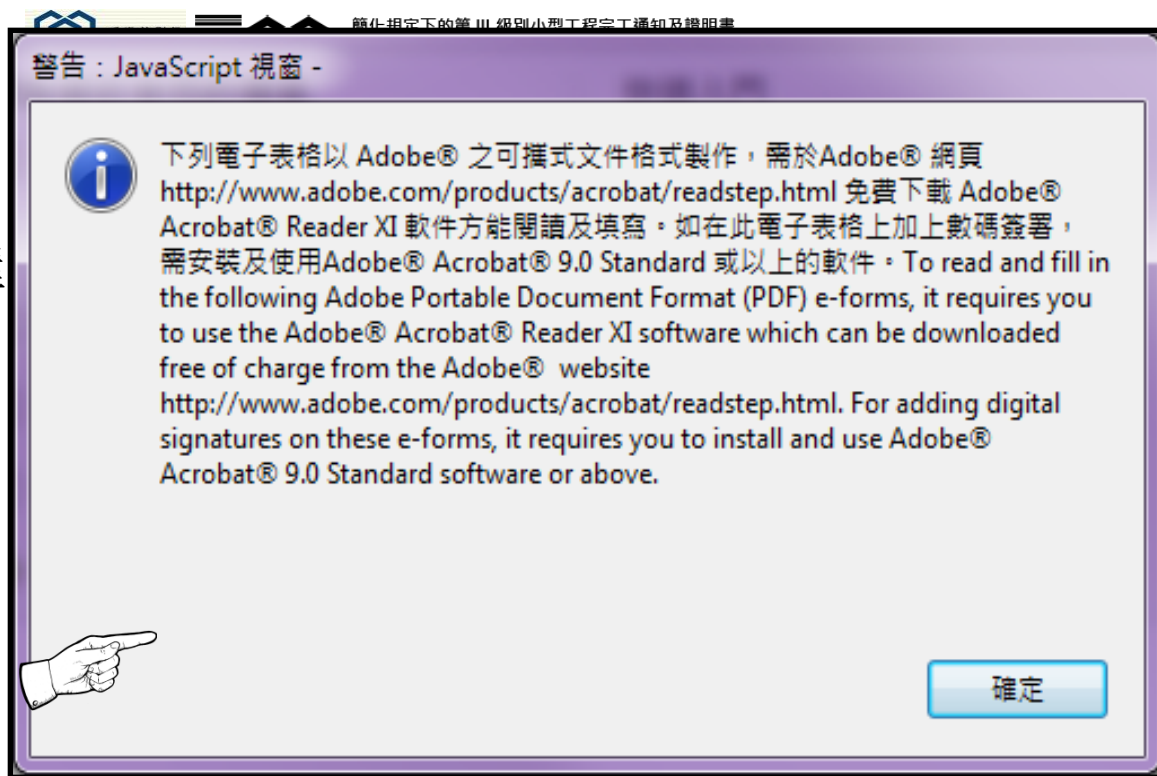 簡化規定下的第 III 級別小型工程完工通知及證明書
警告：JavaScript 視窗 -
下列電子表格以 Adobe® 之可攜式文件格式製作，需於Adobe® 網頁
http://www.adobe.com/products/acrobat/readstep.html 免費下載 Adobe®
Acrobat® Reader XI 軟件方能閱讀及填寫。如在此電子表格上加上數碼簽署，
需安裝及使用Adobe® Acrobat® 9.0 Standard 或以上的軟件。To read and fill in
the following Adobe Portable Document Format (PDF) e-forms, it requires you
to use the Adobe® Acrobat® Reader XI software which can be downloaded
free of charge from the Adobe®  website
http://www.adobe.com/products/acrobat/readstep.html. For adding digital
signatures on these e-forms, it requires you to install and use Adobe®
Acrobat® 9.0 Standard software or above.
確定